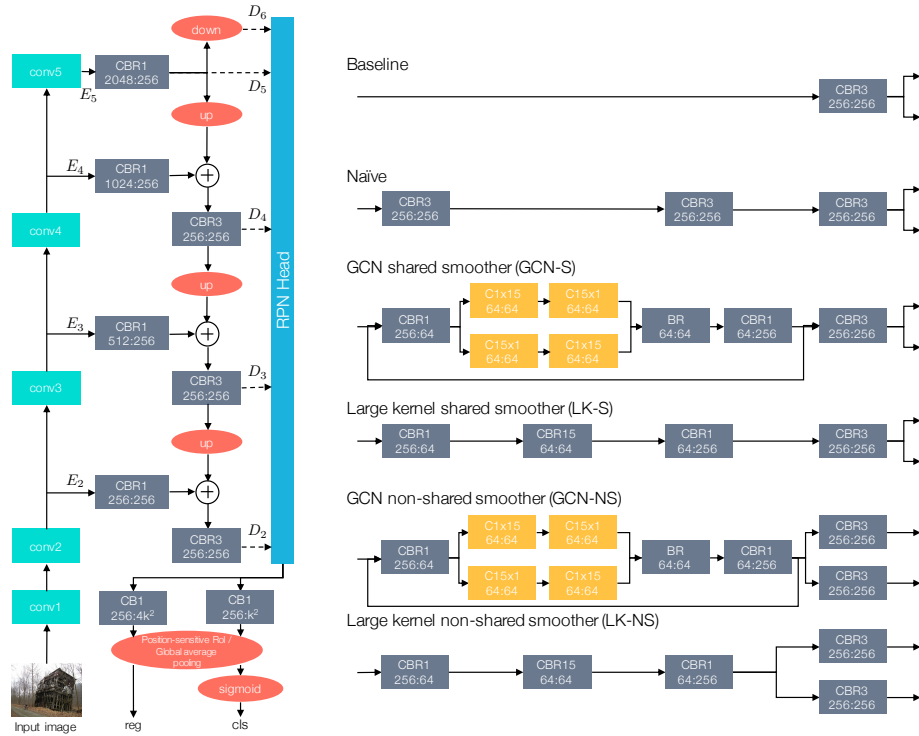 D6
down
conv5
CBR1
2048:256
E5
D5
up
E4
CBR1
1024:256
+
conv4
CBR3
256:256
D4
up
E3
CBR1
512:256
+
conv3
CBR3
256:256
D3
up
E2
CBR1
256:256
+
conv2
CBR3
256:256
D2
RPN Head
conv1
CB1
256:4k²
CB1
256:k²
Position-sensitive RoI /
Global average
pooling
sigmoid
Input image
reg
cls
Baseline
CBR3
256:256
Naïve
CBR3
256:256
CBR3
256:256
CBR3
256:256
GCN shared smoother (GCN-S)
CBR1
256:64
C1x15
64:64
C15x1
64:64
C15x1
64:64
C1x15
64:64
BR
64:64
CBR1
64:256
CBR3
256:256
Large kernel shared smoother (LK-S)
CBR1
256:64
CBR15
64:64
CBR1
64:256
CBR3
256:256
GCN non-shared smoother (GCN-NS)
CBR1
256:64
C1x15
64:64
C15x1
64:64
C15x1
64:64
C1x15
64:64
BR
64:64
CBR1
64:256
CBR3
256:256
CBR3
256:256
Large kernel non-shared smoother (LK-NS)
CBR1
256:64
CBR15
64:64
CBR1
64:256
CBR3
256:256
CBR3
256:256